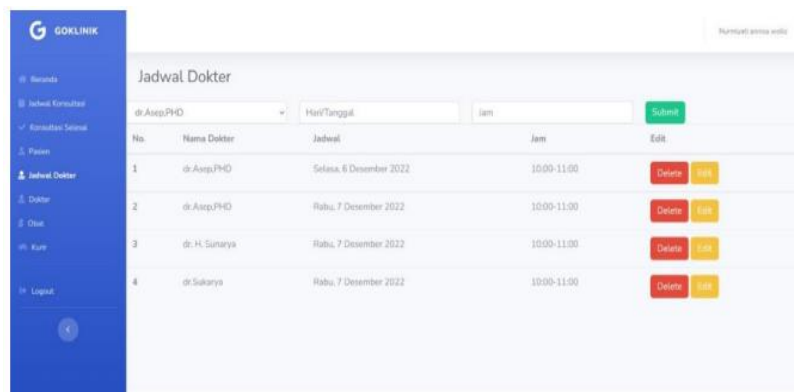 GOKLINIK
Beranda
Jadwal Konsultasi
Konsultasi Selesai
Pasien
Jadwal Dokter
Dokter
Obat
Kurir
Logout
Jadwal Dokter
dr.Asep,PHD Hari/Tanggal Jam Submit
No. Nama Dokter Jadwal Jam Edit
1 dr.Asep,PHD Selasa, 6 Desember 2022 10:00-11:00 Delete Edit
2 dr.Asep,PHD Rabu, 7 Desember 2022 10:00-11:00 Delete Edit
3 dr. H. Sunarya Rabu, 7 Desember 2022 10:00-11:00 Delete Edit
4 dr.Sukarya Rabu, 7 Desember 2022 10:00-11:00 Delete Edit